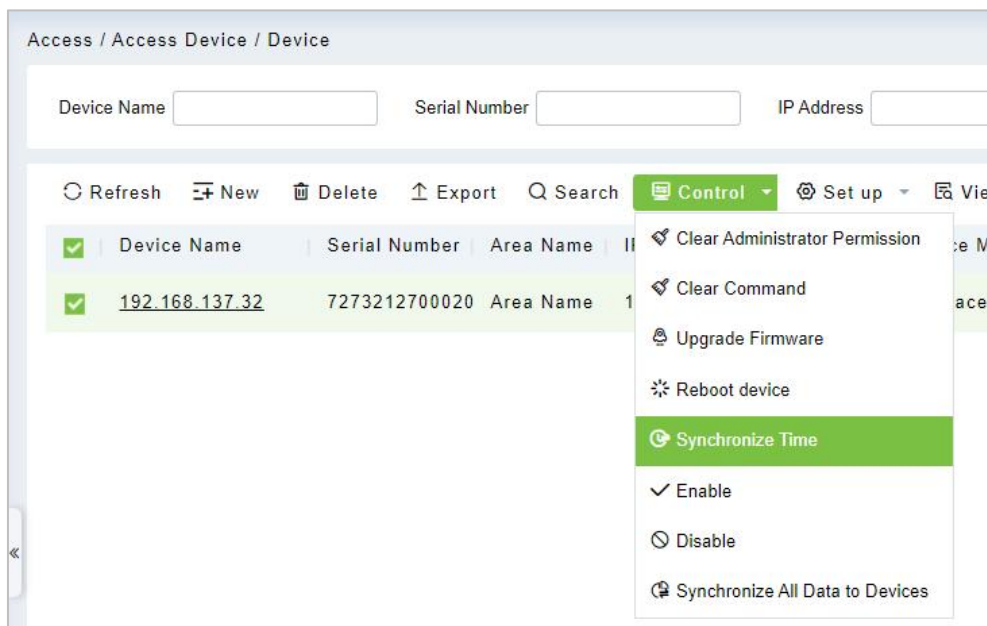 Access / Access Device / Device
Device Name Serial Number IP Address
Refresh New Delete Export Search Control Set up
Device Name Serial Number Area Name
192.168.137.32 7273212700020 Area Name
Clear Administrator Permission
Clear Command
Upgrade Firmware
Reboot device
Synchronize Time
Enable
Disable
Synchronize All Data to Devices